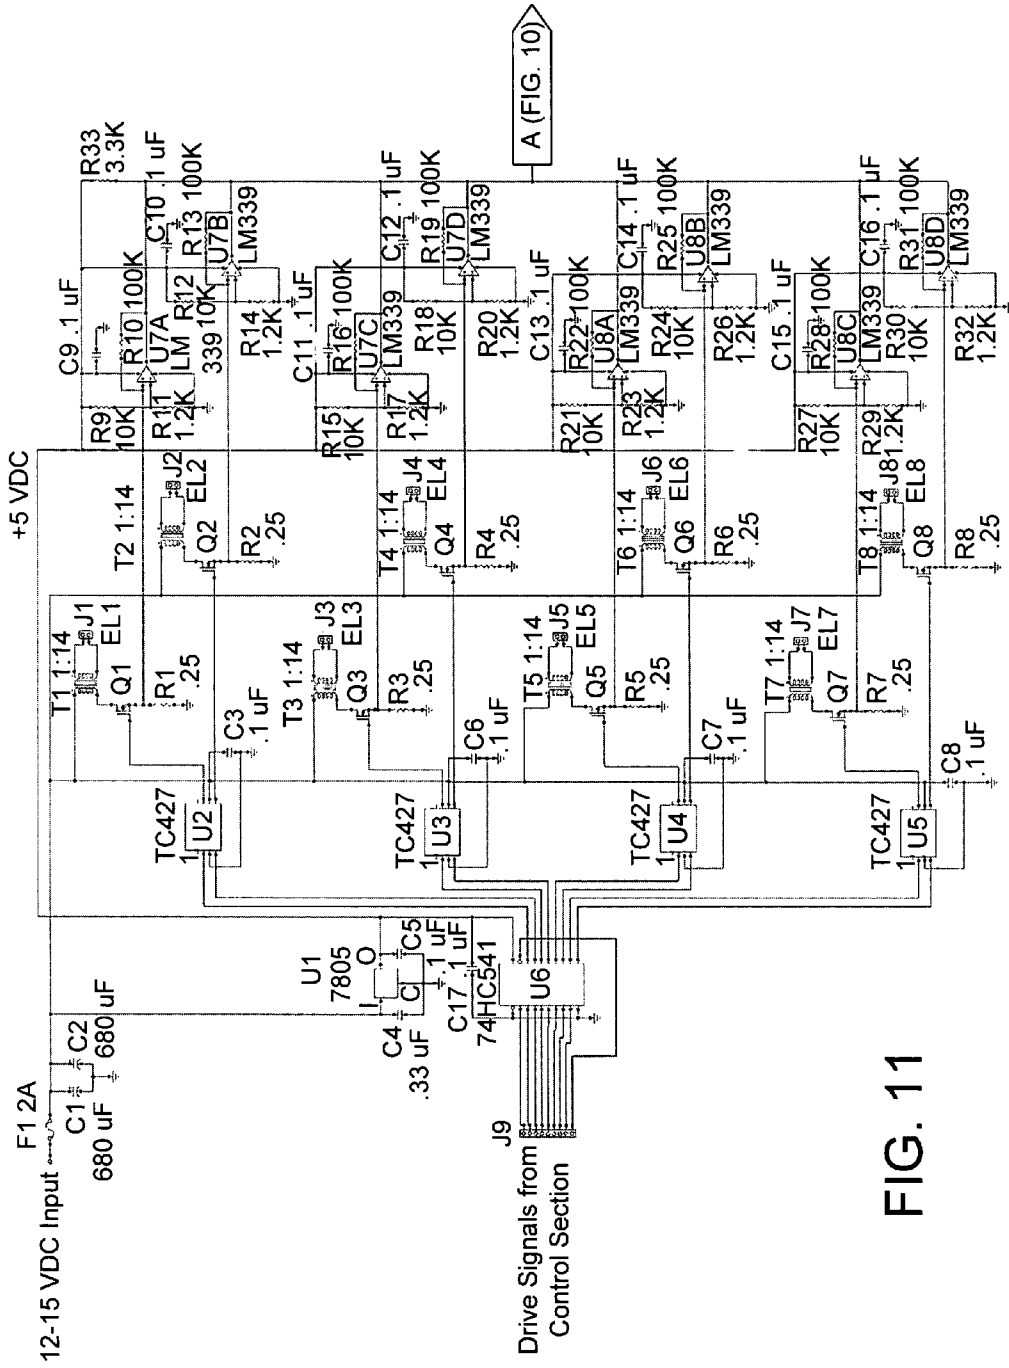 12-15 VDC Input
F1 2A
C1
680 uF
C2
680 uF
+5 VDC
U1
7805
I
O
C
C4
.33 uF
C5
.1 uF
C17 .1 uF
74HC541
U6
J9
Drive Signals from
Control Section
TC427
1
U2
C3
.1 uF
TC427
1
U3
C6
.1 uF
TC427
1
U4
C7
.1 uF
TC427
1
U5
C8
.1 uF
T1 1:14
J1
EL1
Q1
R1
.25
T2 1:14
J2
EL2
Q2
R2
.25
T3 1:14
J3
EL3
Q3
R3
.25
T4 1:14
J4
EL4
Q4
R4
.25
T5 1:14
J5
EL5
Q5
R5
.25
T6 1:14
J6
EL6
Q6
R6
.25
T7 1:14
J7
EL7
Q7
R7
.25
T8 1:14
J8
EL8
Q8
R8
.25
R9
10K
C9 .1 uF
R10 100K
U7A
LM
339
R11
1.2K
R12
10K
C10 .1 uF
R13 100K
U7B
LM339
R14
1.2K
R33
3.3K
R15
10K
C11 .1 uF
R16 100K
U7C
LM339
R17
1.2K
R18
10K
C12 .1 uF
R19 100K
U7D
LM339
R20
1.2K
A (FIG. 10)
R21
10K
C13 .1 uF
R22 100K
U8A
LM339
R23
1.2K
R24
10K
C14 .1 uF
R25 100K
U8B
LM339
R26
1.2K
R27
10K
C15 .1 uF
R28 100K
U8C
LM339
R29
1.2K
R30
10K
C16 .1 uF
R31 100K
U8D
LM339
R32
1.2K
FIG. 11